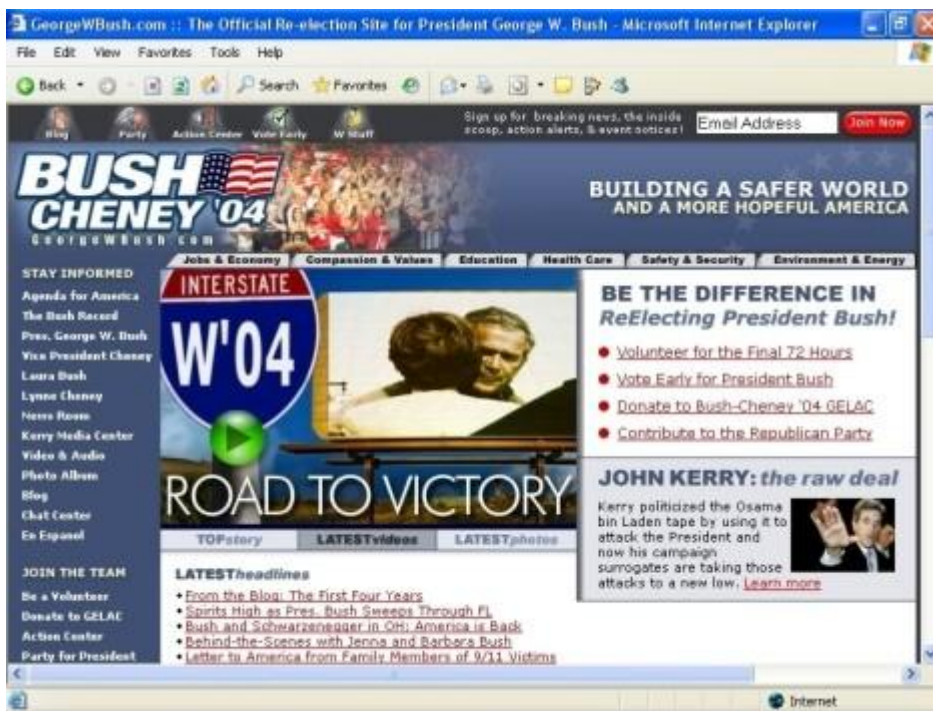 GeorgeWBush.com :: The Official Re-election Site for President George W. Bush - Microsoft Internet Explorer
File Edit View Favorites Tools Help
Back Search Favorites
Blog Party Action Center Vote Early W Stuff
Sign up for breaking news, the inside
scoop, action alerts, & event notices!
Email Address Join Now
BUSH
CHENEY '04
GeorgeWBush.com
BUILDING A SAFER WORLD
AND A MORE HOPEFUL AMERICA
Jobs & Economy Compassion & Values Education Health Care Safety & Security Environment & Energy
STAY INFORMED
Agenda for America
The Bush Record
Pres. George W. Bush
Vice President Cheney
Laura Bush
Lynne Cheney
News Room
Kerry Media Center
Video & Audio
Photo Album
Blog
Chat Center
En Espanol
JOIN THE TEAM
Be a Volunteer
Donate to GELAC
Action Center
Party for President
INTERSTATE
W'04
ROAD TO VICTORY
TOPstory LATESTvideos LATESTphotos
LATESTheadlines
• From the Blog: The First Four Years
• Spirits High as Pres. Bush Sweeps Through FL
• Bush and Schwarzenegger in OH: America is Back
• Behind-the-Scenes with Jenna and Barbara Bush
• Letter to America from Family Members of 9/11 Victims
BE THE DIFFERENCE IN
ReElecting President Bush!
• Volunteer for the Final 72 Hours
• Vote Early for President Bush
• Donate to Bush-Cheney '04 GELAC
• Contribute to the Republican Party
JOHN KERRY: the raw deal
Kerry politicized the Osama
bin Laden tape by using it to
attack the President and
now his campaign
surrogates are taking those
attacks to a new low. Learn more
Internet